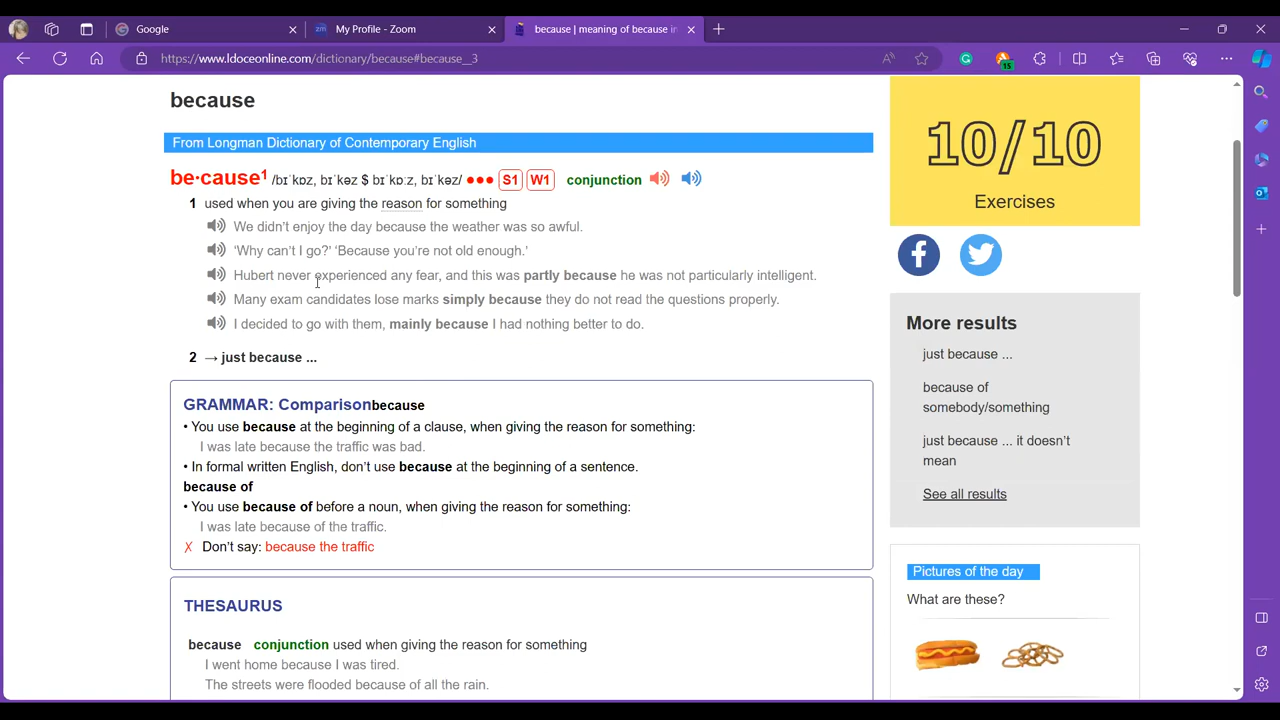 Google
My Profile - Zoom
because | meaning of because in
https://www.ldoceonline.com/dictionary/because#because__3
15
because
From Longman Dictionary of Contemporary English
be·cause1 /bɪˈkɒz, bɪˈkəz $ bɪˈkɒːz, bɪˈkəz/ ●●● S1 W1 conjunction
1 used when you are giving the reason for something
We didn't enjoy the day because the weather was so awful.
'Why can't I go?' 'Because you're not old enough.'
Hubert never experienced any fear, and this was partly because he was not particularly intelligent.
Many exam candidates lose marks simply because they do not read the questions properly.
I decided to go with them, mainly because I had nothing better to do.
2 → just because ...
GRAMMAR: Comparisonbecause
• You use because at the beginning of a clause, when giving the reason for something:
I was late because the traffic was bad.
• In formal written English, don't use because at the beginning of a sentence.
because of
• You use because of before a noun, when giving the reason for something:
I was late because of the traffic.
✗ Don't say: because the traffic
THESAURUS
because conjunction used when giving the reason for something
I went home because I was tired.
The streets were flooded because of all the rain.
10/10
Exercises
More results
just because ...
because of
somebody/something
just because ... it doesn't
mean
See all results
Pictures of the day
What are these?